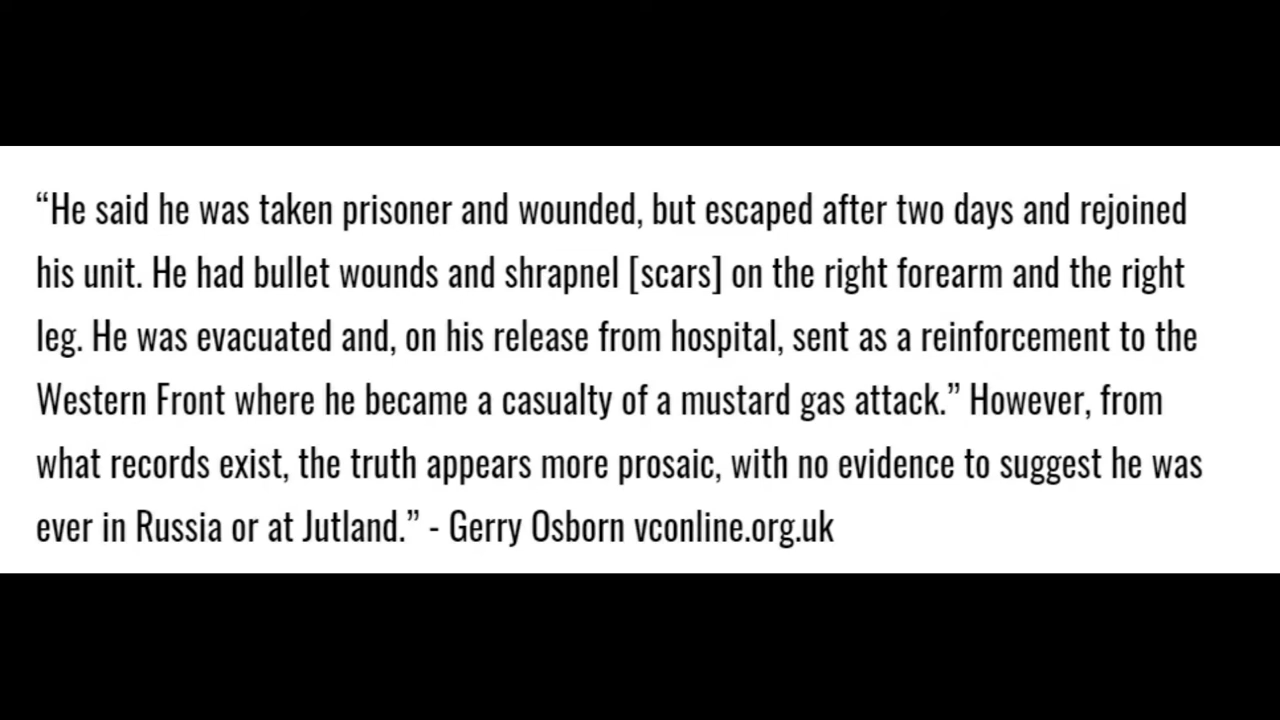 “He said he was taken prisoner and wounded, but escaped after two days and rejoined
his unit. He had bullet wounds and shrapnel [scars] on the right forearm and the right
leg. He was evacuated and, on his release from hospital, sent as a reinforcement to the
Western Front where he became a casualty of a mustard gas attack.” However, from
what records exist, the truth appears more prosaic, with no evidence to suggest he was
ever in Russia or at Jutland.” - Gerry Osborn vconline.org.uk